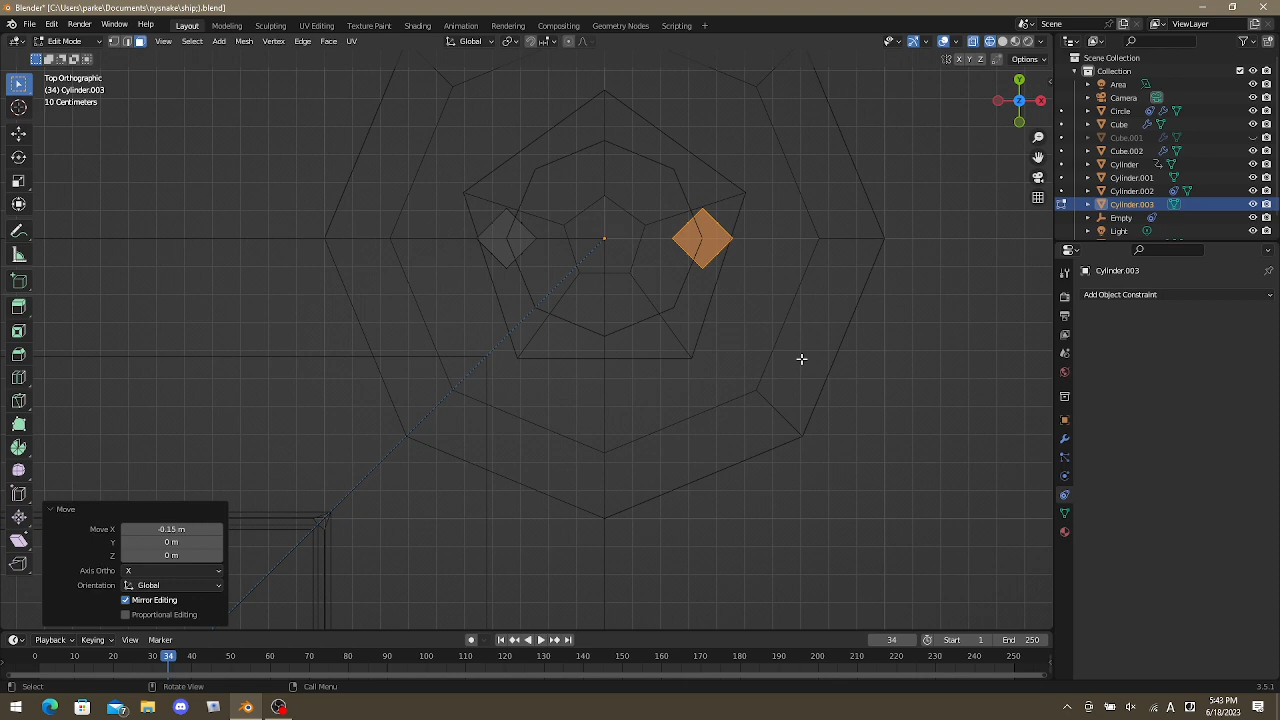 Blender* [C:\Users\parke\nysnake\ship;).blend]
File Edit Render Window Help Layout Modeling Sculpting UV Editing Texture Paint Shading Animation Rendering Compositing Geometry Nodes Scripting + Scene ViewLayer
Edit Mode View Select Add Mesh Vertex Edge Face UV Global
X Y Z Options
Top Orthographic
(34) Cylinder.003
10 Centimeters
Y
X
Z
Scene Collection
Collection
Area
Camera
Circle
Cube
Cube.001
Cube.002
Cylinder
Cylinder.001
Cylinder.002
Cylinder.003
Empty
Light
Cylinder.003
Add Object Constraint
Move
Move X -0.15 m
Y 0 m
Z 0 m
Axis Ortho X
Orientation Global
Mirror Editing
Proportional Editing
Playback Keying View Marker 34 Start 1 End 250
0 10 20 30 34 40 50 60 70 80 90 100 110 120 130 140 150 160 170 180 190 200 210 220 230 240 250
Select Rotate View Call Menu 3.5.1
7
A
5:43 PM
6/18/2023